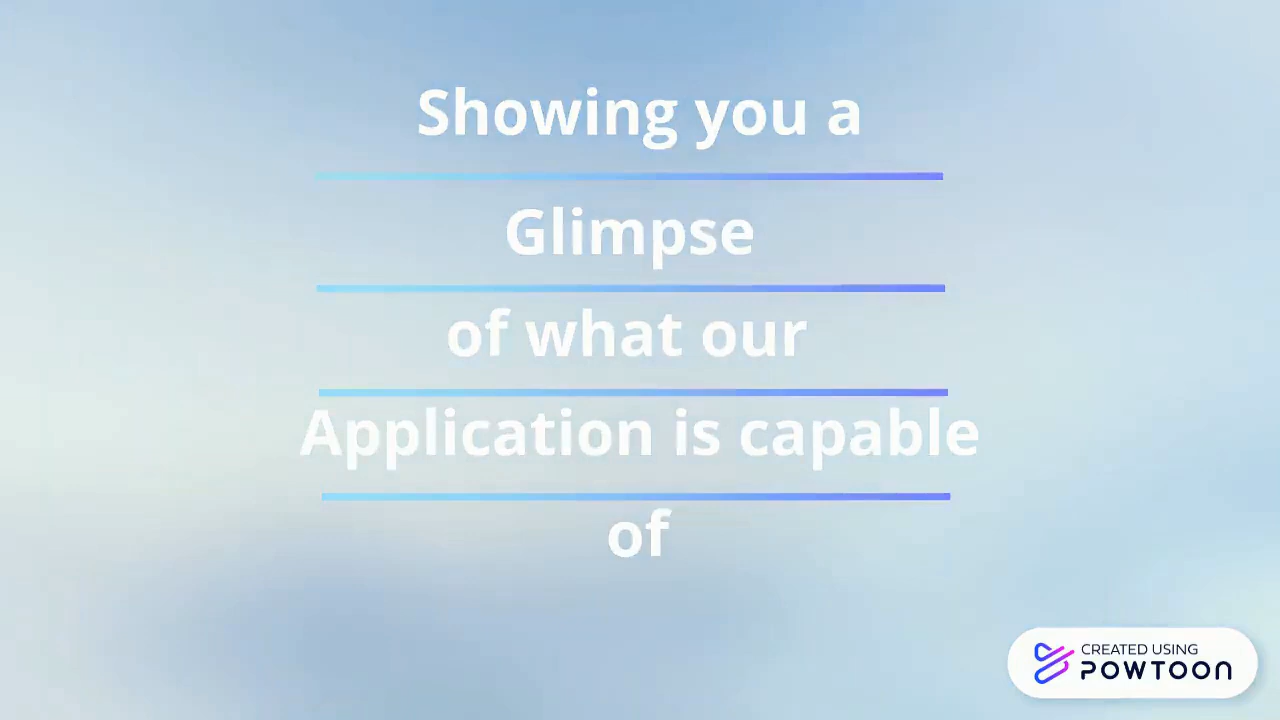 Showing you a
Glimpse
of what our
Application is capable
of
CREATED USING
POWTOON